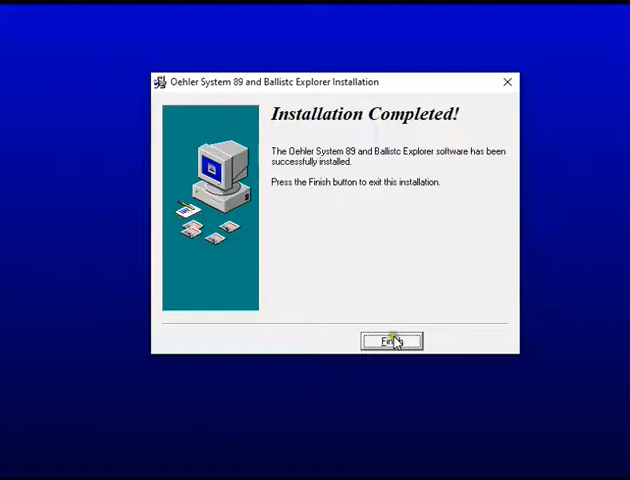 Oehler System 89 and Ballistc Explorer Installation
Installation Completed!
The Oehler System 89 and Ballistc Explorer software has been
successfully installed.
Press the Finish button to exit this installation.
Finish